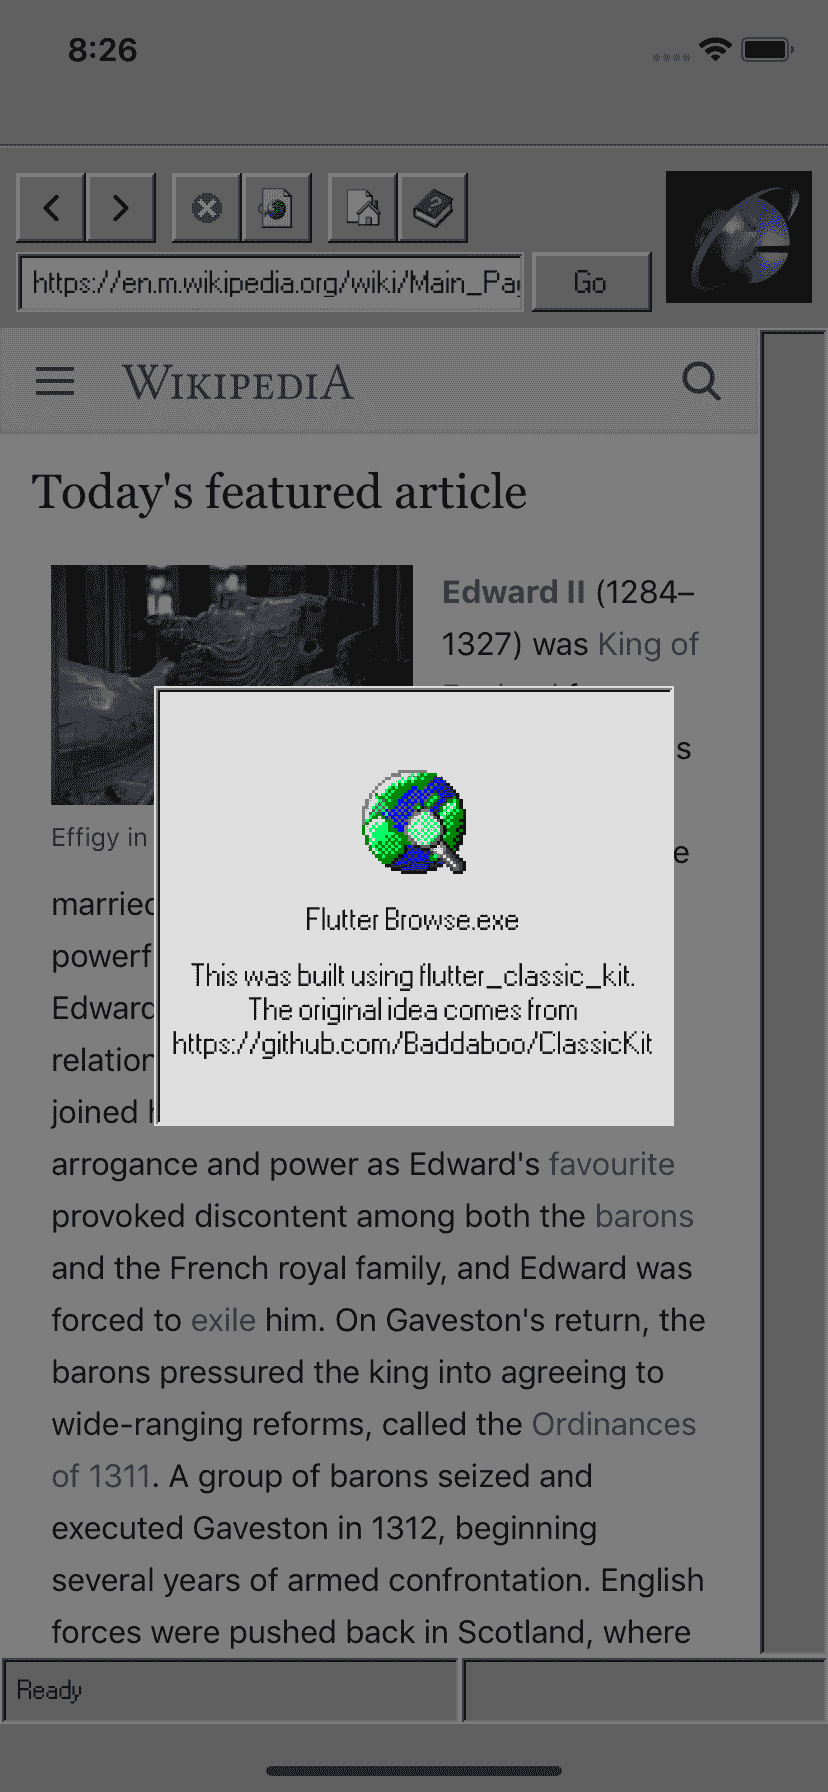 8:26
https://en.m.wikipedia.org/wiki/Main_Pag
Go
WIKIPEDIA
Today's featured article
Edward II (1284–
1327) was King of
s
Effigy in
e
married
powerf
Edward
relation
joined
Flutter Browse.exe
This was built using flutter_classic_kit.
The original idea comes from
https://github.com/Baddaboo/ClassicKit
arrogance and power as Edward's favourite
provoked discontent among both the barons
and the French royal family, and Edward was
forced to exile him. On Gaveston's return, the
barons pressured the king into agreeing to
wide-ranging reforms, called the Ordinances
of 1311. A group of barons seized and
executed Gaveston in 1312, beginning
several years of armed confrontation. English
forces were pushed back in Scotland, where
Ready